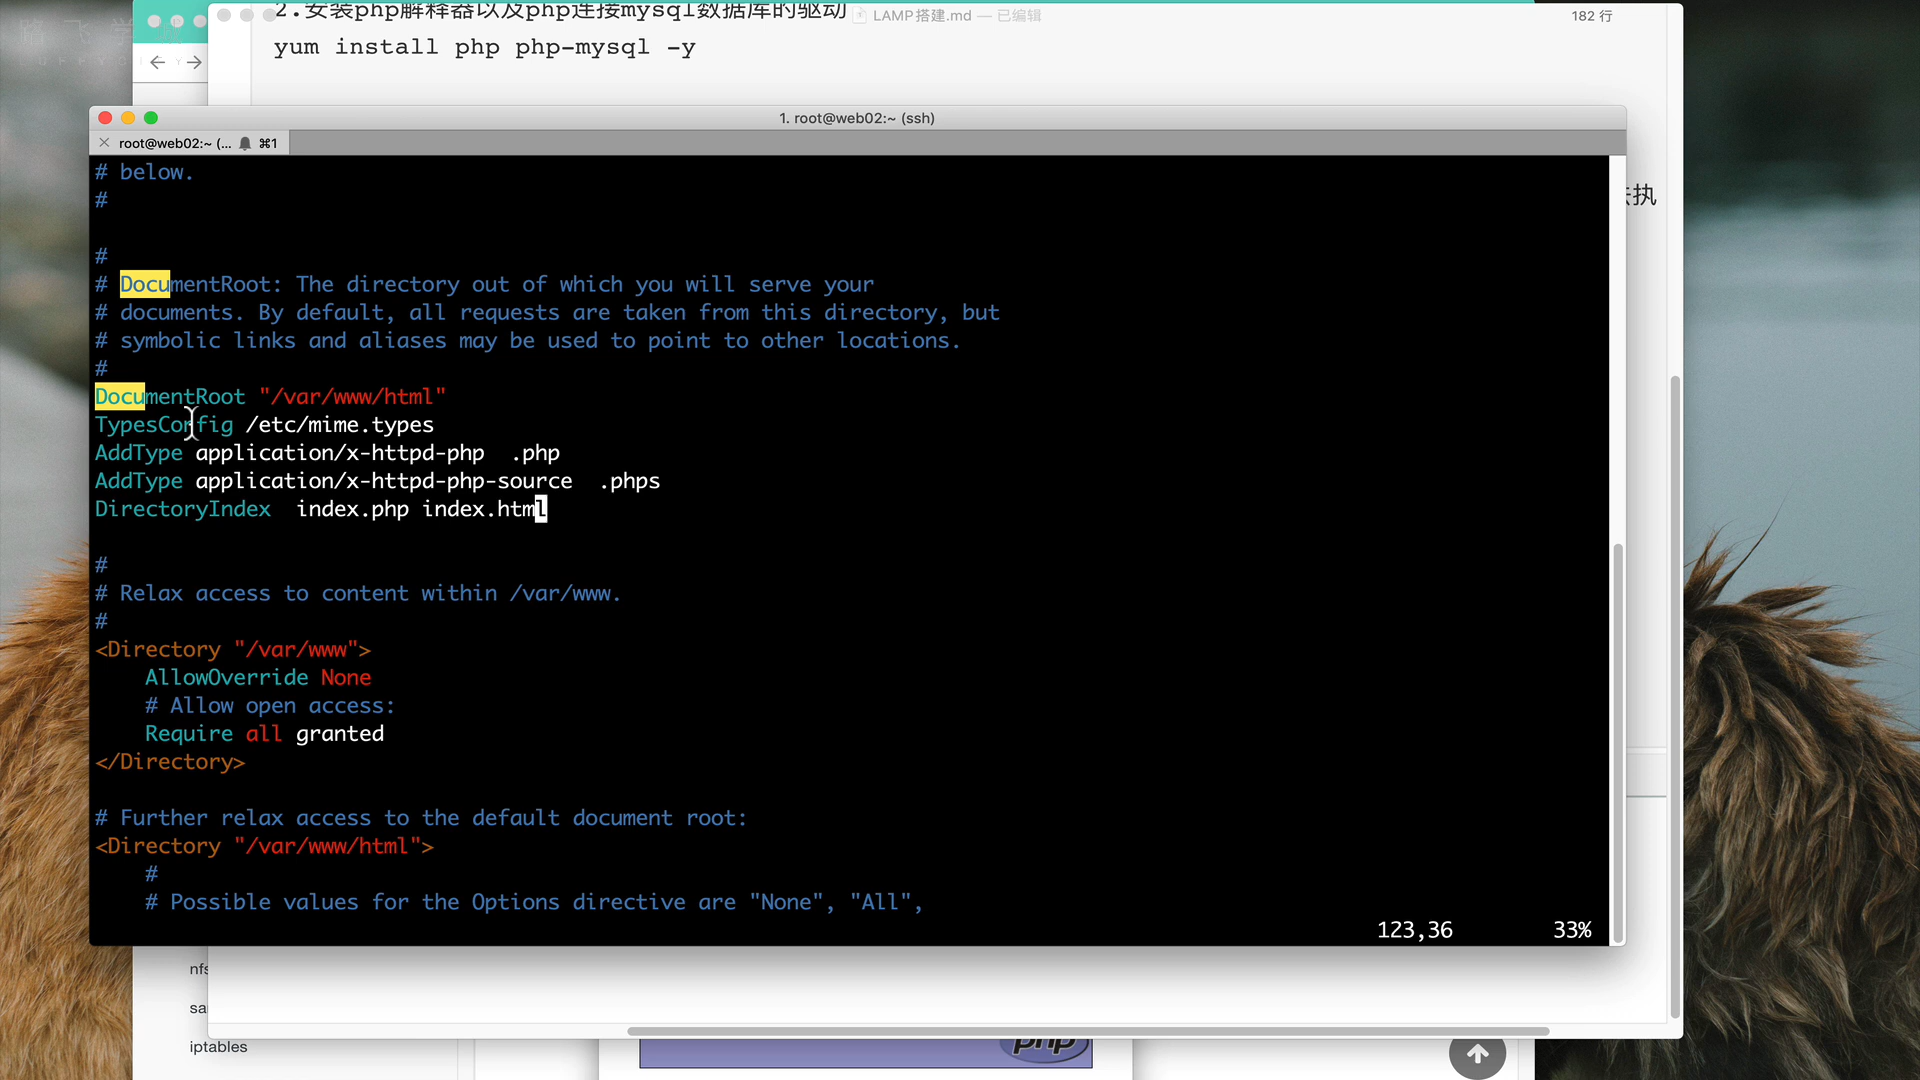 2.安装php解释器以及php连接mysql数据库的驱动
LAMP搭建.md — 已编辑
182 行
yum install php php-mysql -y
1. root@web02:~ (ssh)
root@web02:~ (... ⌘1
# below.
#
#
# DocumentRoot: The directory out of which you will serve your
# documents. By default, all requests are taken from this directory, but
# symbolic links and aliases may be used to point to other locations.
#
DocumentRoot "/var/www/html"
TypesConfig /etc/mime.types
AddType application/x-httpd-php  .php
AddType application/x-httpd-php-source  .phps
DirectoryIndex  index.php index.html
#
# Relax access to content within /var/www.
#
<Directory "/var/www">
    AllowOverride None
    # Allow open access:
    Require all granted
</Directory>
# Further relax access to the default document root:
<Directory "/var/www/html">
    #
    # Possible values for the Options directive are "None", "All",
123,36
33%
执
nfs
sa
iptables
php